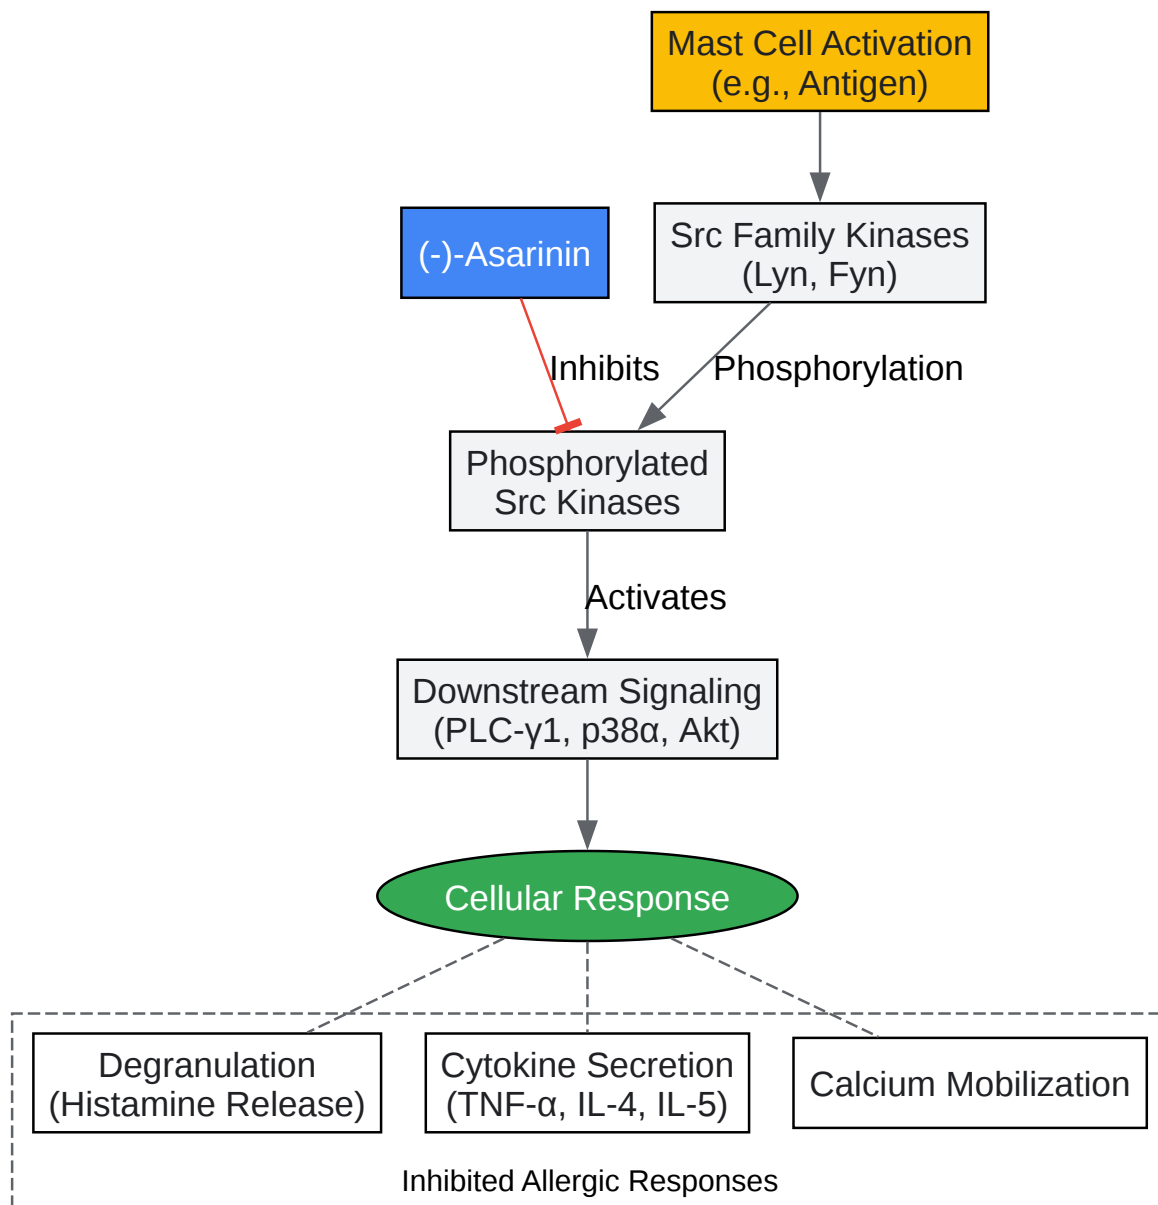 Mast Cell Activation
(e.g., Antigen)
(-)-Asarinin
Src Family Kinases
(Lyn, Fyn)
Inhibits
Phosphorylation
Phosphorylated
Src Kinases
Activates
Downstream Signaling
(PLC-γ1, p38α, Akt)
Cellular Response
Degranulation
(Histamine Release)
Cytokine Secretion
(TNF-α, IL-4, IL-5)
Calcium Mobilization
Inhibited Allergic Responses